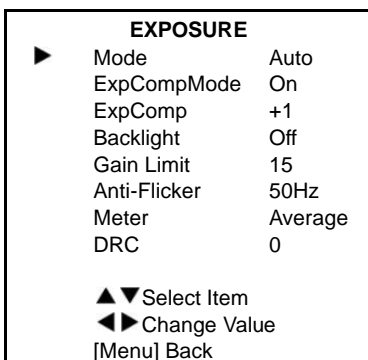 EXPOSURE
▶ Mode Auto
ExpCompMode On
ExpComp +1
Backlight Off
Gain Limit 15
Anti-Flicker 50Hz
Meter Average
DRC 0
▲▼Select Item
◀▶Change Value
[Menu] Back